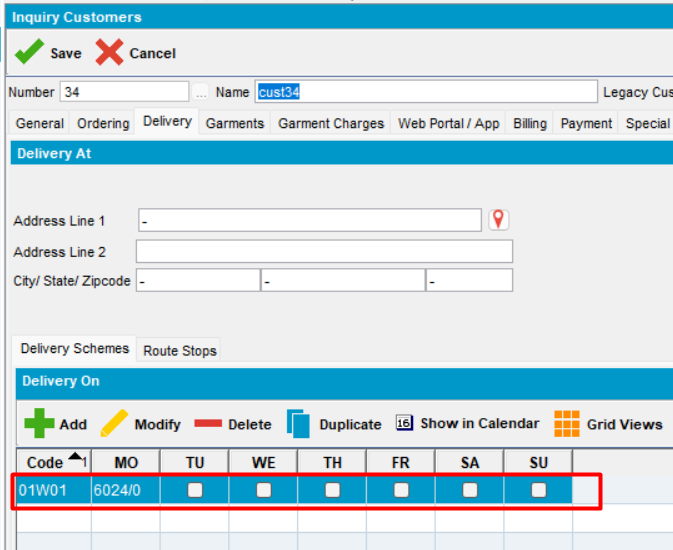 Inquiry Customers
Save Cancel
Number 34 ... Name cust34 Legacy Cus
General Ordering Delivery Garments Garment Charges Web Portal / App Billing Payment Special
Delivery At
Address Line 1 -
Address Line 2
City/ State/ Zipcode - - -
Delivery Schemes Route Stops
Delivery On
Add Modify Delete Duplicate 16 Show in Calendar Grid Views
Code 1 MO TU WE TH FR SA SU
01W01 6024/0